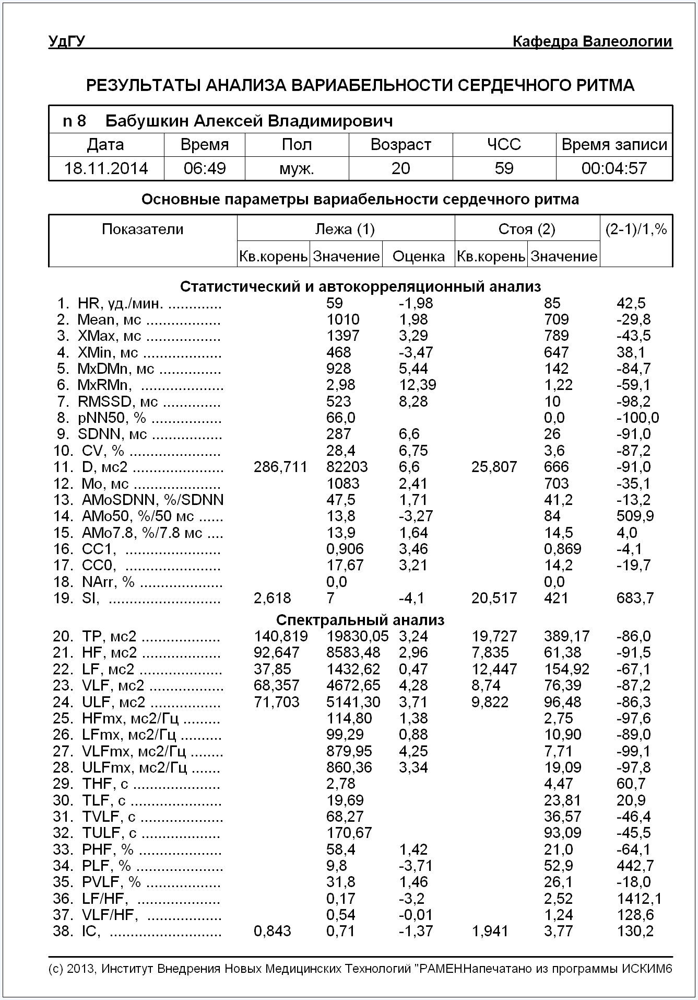 УдГУ Кафедра Валеологии
РЕЗУЛЬТАТЫ АНАЛИЗА ВАРИАБЕЛЬНОСТИ СЕРДЕЧНОГО РИТМА
n 8 Бабушкин Алексей Владимирович
Дата Время Пол Возраст ЧСС Время записи
18.11.2014 06:49 муж. 20 59 00:04:57
Основные параметры вариабельности сердечного ритма
Показатели Лежа (1) Стоя (2) (2-1)/1,%
Кв.корень Значение Оценка Кв.корень Значение
Статистический и автокорреляционный анализ
1. HR, уд./мин. ............. 59 -1,98 85 42,5
2. Mean, мс .................. 1010 1,98 709 -29,8
3. XMax, мс .................. 1397 3,29 789 -43,5
4. XMin, мс ................... 468 -3,47 647 38,1
5. MxDMn, мс ............... 928 5,44 142 -84,7
6. MxRMn, .................... 2,98 12,39 1,22 -59,1
7. RMSSD, мс .............. 523 8,28 10 -98,2
8. pNN50, % ................. 66,0 0,0 -100,0
9. SDNN, мс ................. 287 6,6 26 -91,0
10. CV, % ...................... 28,4 6,75 3,6 -87,2
11. D, мс2 ...................... 286,711 82203 6,6 25,807 666 -91,0
12. Mo, мс ..................... 1083 2,41 703 -35,1
13. AMoSDNN, %/SDNN 47,5 1,71 41,2 -13,2
14. AMo50, %/50 мс ...... 13,8 -3,27 84 509,9
15. AMo7.8, %/7.8 мс .... 13,9 1,64 14,5 4,0
16. CC1, ....................... 0,906 3,46 0,869 -4,1
17. CC0, ....................... 17,67 3,21 14,2 -19,7
18. NArr, % .................... 0,0 0,0
19. SI, ........................... 2,618 7 -4,1 20,517 421 683,7
Спектральный анализ
20. TP, мс2 ................... 140,819 19830,05 3,24 19,727 389,17 -86,0
21. HF, мс2 ................... 92,647 8583,48 2,96 7,835 61,38 -91,5
22. LF, мс2 .................... 37,85 1432,62 0,47 12,447 154,92 -67,1
23. VLF, мс2 .................. 68,357 4672,65 4,28 8,74 76,39 -87,2
24. ULF, мс2 ................. 71,703 5141,30 3,71 9,822 96,48 -86,3
25. HFmx, мс2/Гц ......... 114,80 1,38 2,75 -97,6
26. LFmx, мс2/Гц .......... 99,29 0,88 10,90 -89,0
27. VLFmx, мс2/Гц ........ 879,95 4,25 7,71 -99,1
28. ULFmx, мс2/Гц ....... 860,36 3,34 19,09 -97,8
29. THF, с ..................... 2,78 4,47 60,7
30. TLF, с ...................... 19,69 23,81 20,9
31. TVLF, с .................... 68,27 36,57 -46,4
32. TULF, с ................... 170,67 93,09 -45,5
33. PHF, % .................... 58,4 1,42 21,0 -64,1
34. PLF, % ..................... 9,8 -3,71 52,9 442,7
35. PVLF, % .................. 31,8 1,46 26,1 -18,0
36. LF/HF, .................... 0,17 -3,2 2,52 1412,1
37. VLF/HF, .................. 0,54 -0,01 1,24 128,6
38. IC, ........................... 0,843 0,71 -1,37 1,941 3,77 130,2
(c) 2013, Институт Внедрения Новых Медицинских Технологий "РАМЕН.Напечатано из программы ИСКИМ6